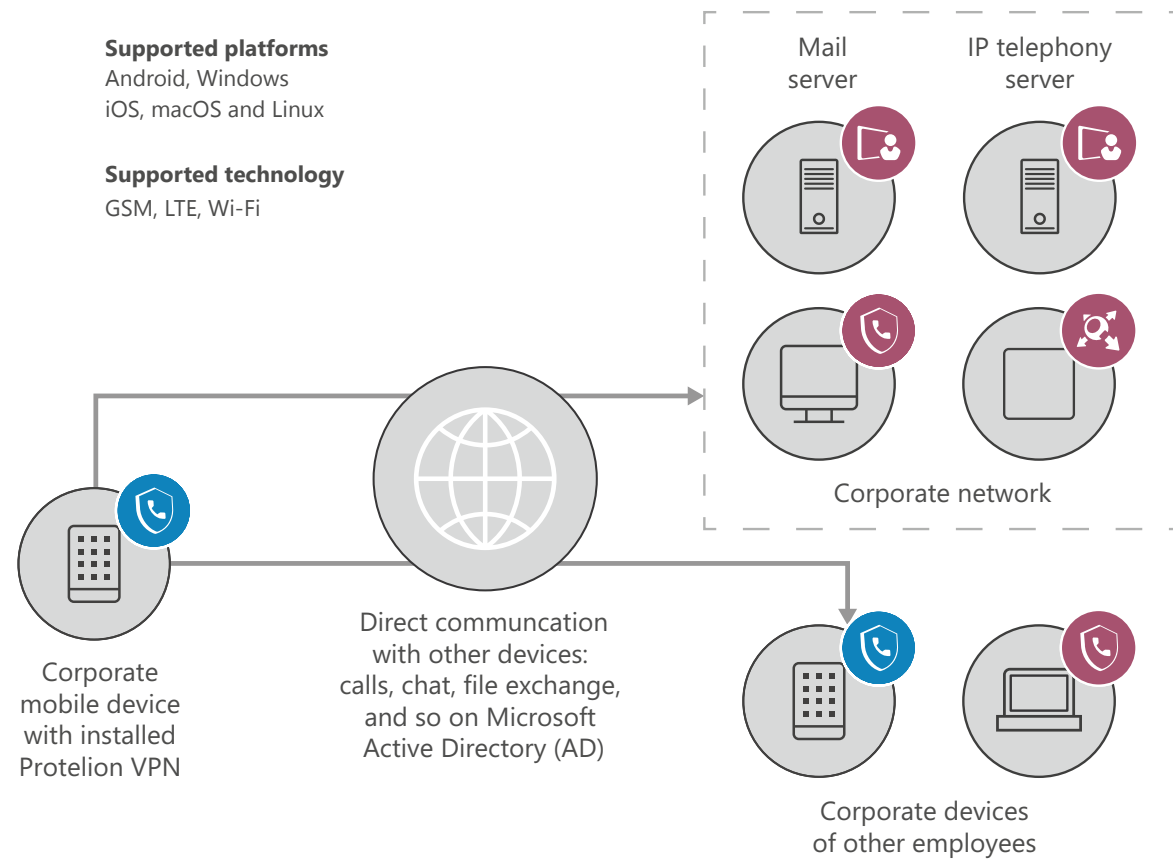 Supported platforms
Android, Windows
iOS, macOS and Linux
Supported technology
GSM, LTE, Wi-Fi
Mail
server
IP telephony
server
Corporate network
Corporate
mobile device
with installed
Protelion VPN
Direct communcation
with other devices:
calls, chat, file exchange,
and so on Microsoft
Active Directory (AD)
Corporate devices
of other employees